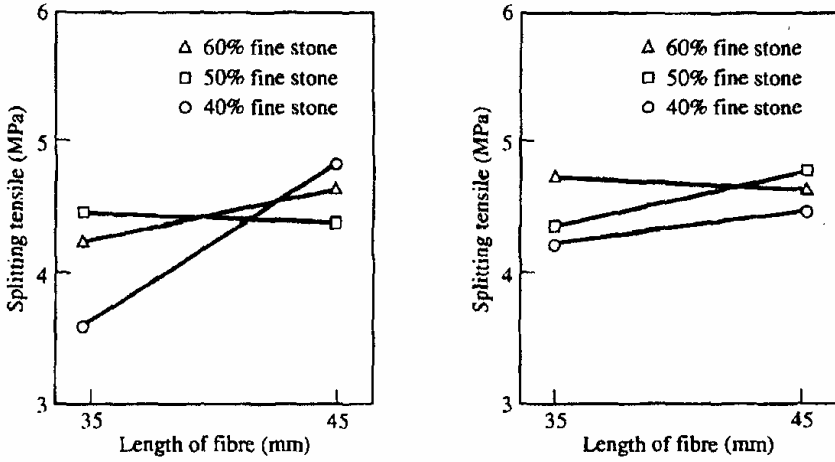 6
△ 60% fine stone
□ 50% fine stone
○ 40% fine stone
5
4
3
35
45
Splitting tensile (MPa)
Length of fibre (mm)
6
△ 60% fine stone
□ 50% fine stone
○ 40% fine stone
5
4
3
35
45
Splitting tensile (MPa)
Length of fibre (mm)